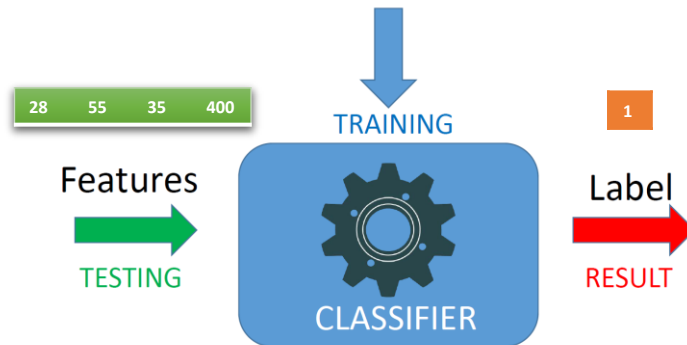 28 55 35 400
TRAINING
1
Features
Label
TESTING
RESULT
CLASSIFIER